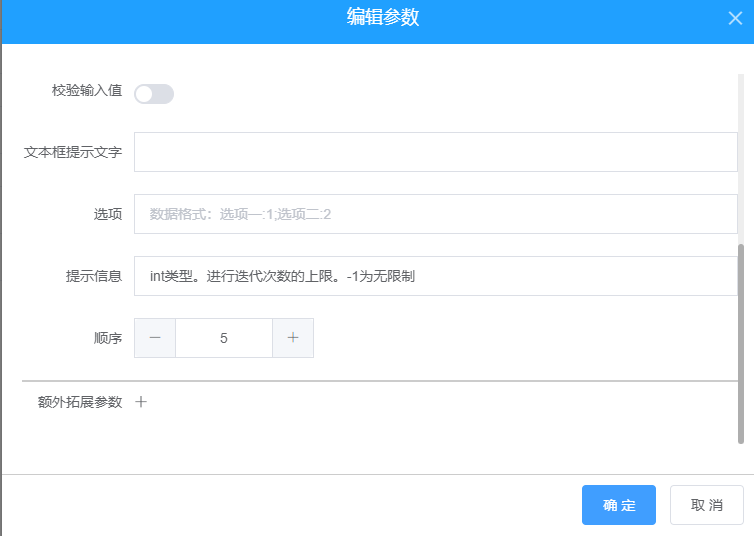 编辑参数
校验输入值
文本框提示文字
选项 数据格式：选项一:1;选项二:2
提示信息 int类型。进行迭代次数的上限。-1为无限制
顺序 5
额外拓展参数
确 定 取 消